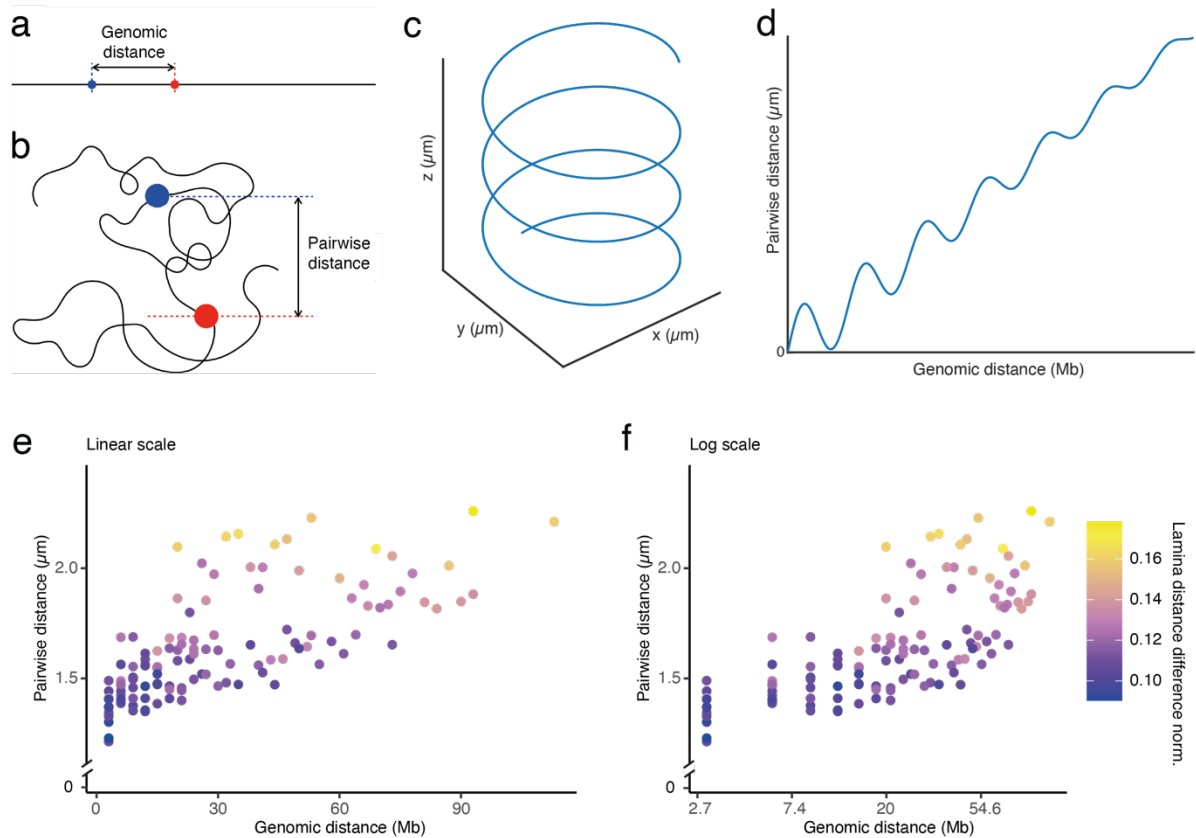 a
Genomic
distance
b
Pairwise
distance
c
z (µm)
y (µm)
x (µm)
d
Pairwise distance (µm)
0
Genomic distance (Mb)
e
Linear scale
Pairwise distance (µm)
2.0
1.5
0
0
30
60
90
Genomic distance (Mb)
f
Log scale
Pairwise distance (µm)
2.0
1.5
0
2.7
7.4
20
54.6
Genomic distance (Mb)
0.16
0.14
0.12
0.10
Lamina distance difference norm.